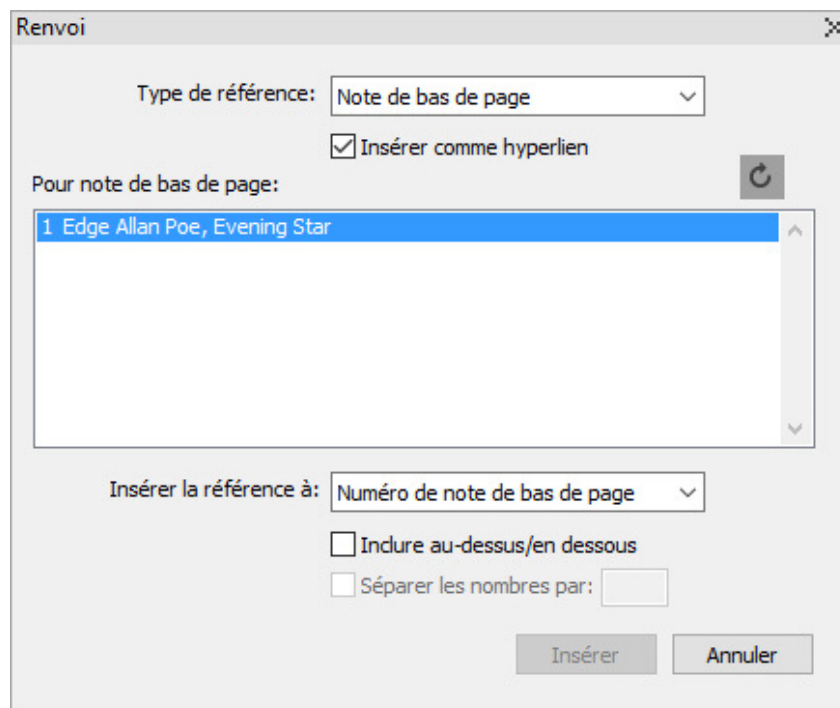 Renvoi
Type de référence: Note de bas de page
Insérer comme hyperlien
Pour note de bas de page:
1 Edge Allan Poe, Evening Star
Insérer la référence à: Numéro de note de bas de page
Inclure au-dessus/en dessous
Séparer les nombres par:
Insérer Annuler